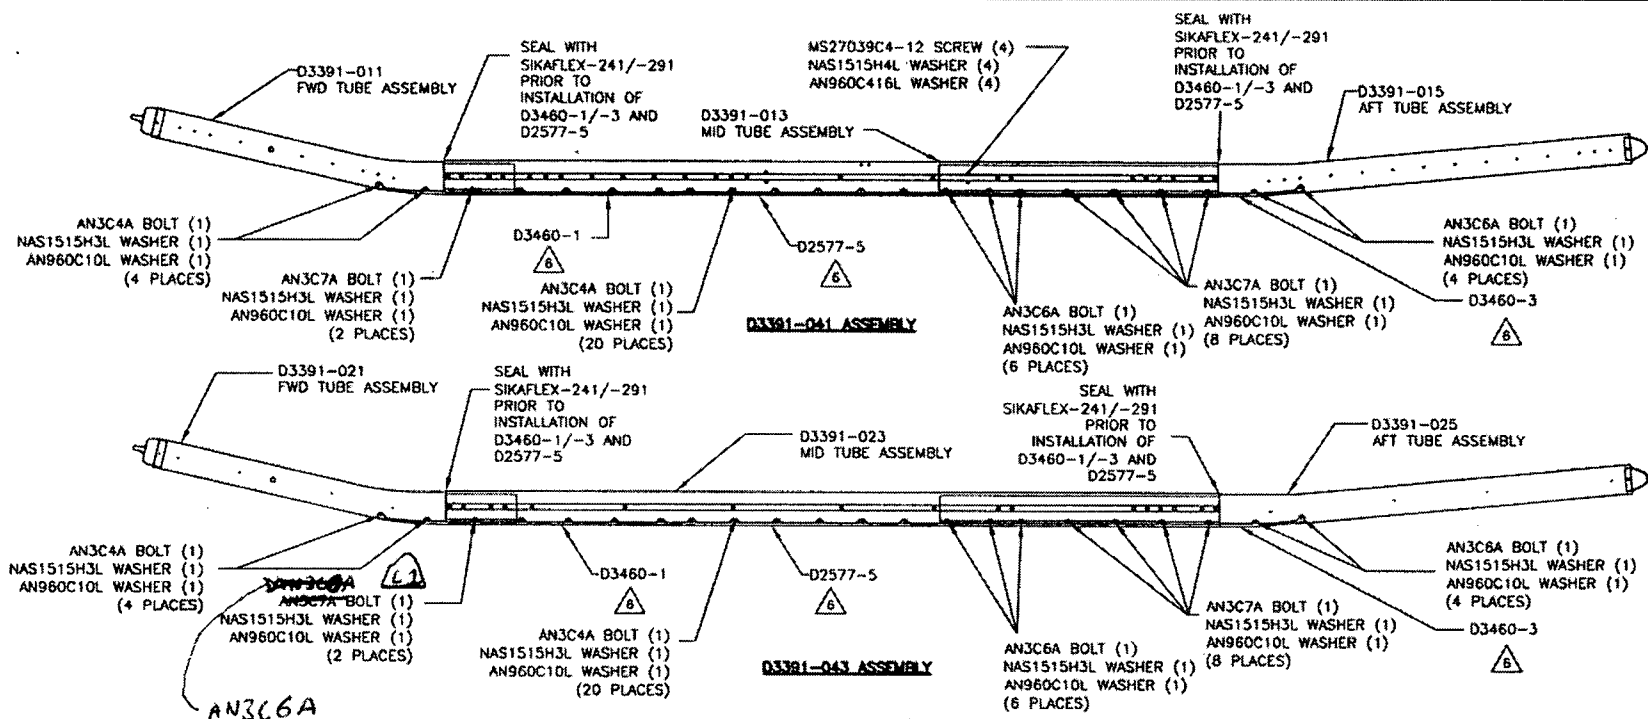 D3391-011
FWD TUBE ASSEMBLY
SEAL WITH
SIKAFLEX-241/-291
PRIOR TO
INSTALLATION OF
D3460-1/-3 AND
D2577-5
D3391-013
MID TUBE ASSEMBLY
MS27039C4-12 SCREW (4)
NAS1515H4L WASHER (4)
AN960C416L WASHER (4)
SEAL WITH
SIKAFLEX-241/-291
PRIOR TO
INSTALLATION OF
D3460-1/-3 AND
D2577-5
D3391-015
AFT TUBE ASSEMBLY
AN3C4A BOLT (1)
NAS1515H3L WASHER (1)
AN960C10L WASHER (1)
(4 PLACES)
AN3C7A BOLT (1)
NAS1515H3L WASHER (1)
AN960C10L WASHER (1)
(2 PLACES)
D3460-1
6
AN3C4A BOLT (1)
NAS1515H3L WASHER (1)
AN960C10L WASHER (1)
(20 PLACES)
D2577-5
6
D3391-041 ASSEMBLY
AN3C6A BOLT (1)
NAS1515H3L WASHER (1)
AN960C10L WASHER (1)
(6 PLACES)
AN3C7A BOLT (1)
NAS1515H3L WASHER (1)
AN960C10L WASHER (1)
(8 PLACES)
AN3C6A BOLT (1)
NAS1515H3L WASHER (1)
AN960C10L WASHER (1)
(4 PLACES)
D3460-3
6
D3391-021
FWD TUBE ASSEMBLY
SEAL WITH
SIKAFLEX-241/-291
PRIOR TO
INSTALLATION OF
D3460-1/-3 AND
D2577-5
D3391-023
MID TUBE ASSEMBLY
SEAL WITH
SIKAFLEX-241/-291
PRIOR TO
INSTALLATION OF
D3460-1/-3 AND
D2577-5
D3391-025
AFT TUBE ASSEMBLY
AN3C4A BOLT (1)
NAS1515H3L WASHER (1)
AN960C10L WASHER (1)
(4 PLACES)
AN3C7A BOLT (1)
NAS1515H3L WASHER (1)
AN960C10L WASHER (1)
(2 PLACES)
AN3C6A
D3460-1
6
AN3C4A BOLT (1)
NAS1515H3L WASHER (1)
AN960C10L WASHER (1)
(20 PLACES)
D2577-5
6
D3391-043 ASSEMBLY
AN3C6A BOLT (1)
NAS1515H3L WASHER (1)
AN960C10L WASHER (1)
(6 PLACES)
AN3C7A BOLT (1)
NAS1515H3L WASHER (1)
AN960C10L WASHER (1)
(8 PLACES)
AN3C6A BOLT (1)
NAS1515H3L WASHER (1)
AN960C10L WASHER (1)
(4 PLACES)
D3460-3
6